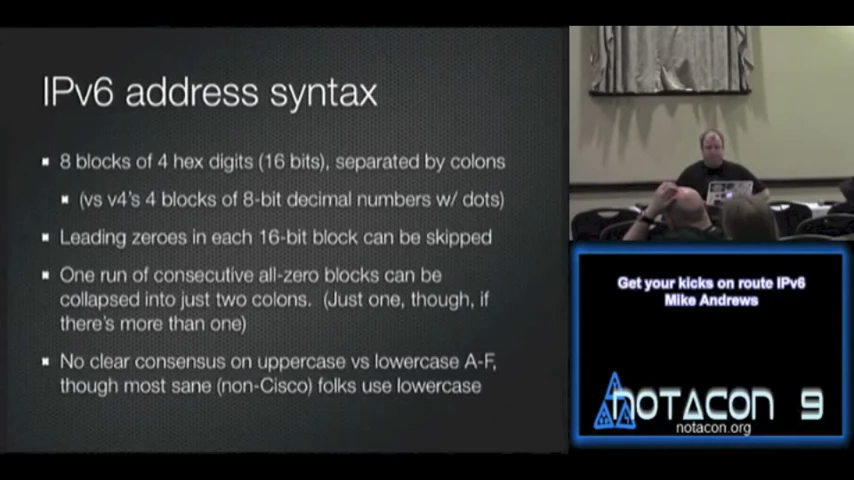 IPv6 address syntax
8 blocks of 4 hex digits (16 bits), separated by colons
(vs v4's 4 blocks of 8-bit decimal numbers w/ dots)
Leading zeroes in each 16-bit block can be skipped
One run of consecutive all-zero blocks can be
collapsed into just two colons. (Just one, though, if
there's more than one)
No clear consensus on uppercase vs lowercase A-F,
though most sane (non-Cisco) folks use lowercase
Get your kicks on route IPv6
Mike Andrews
NOTACON 9
notacon.org